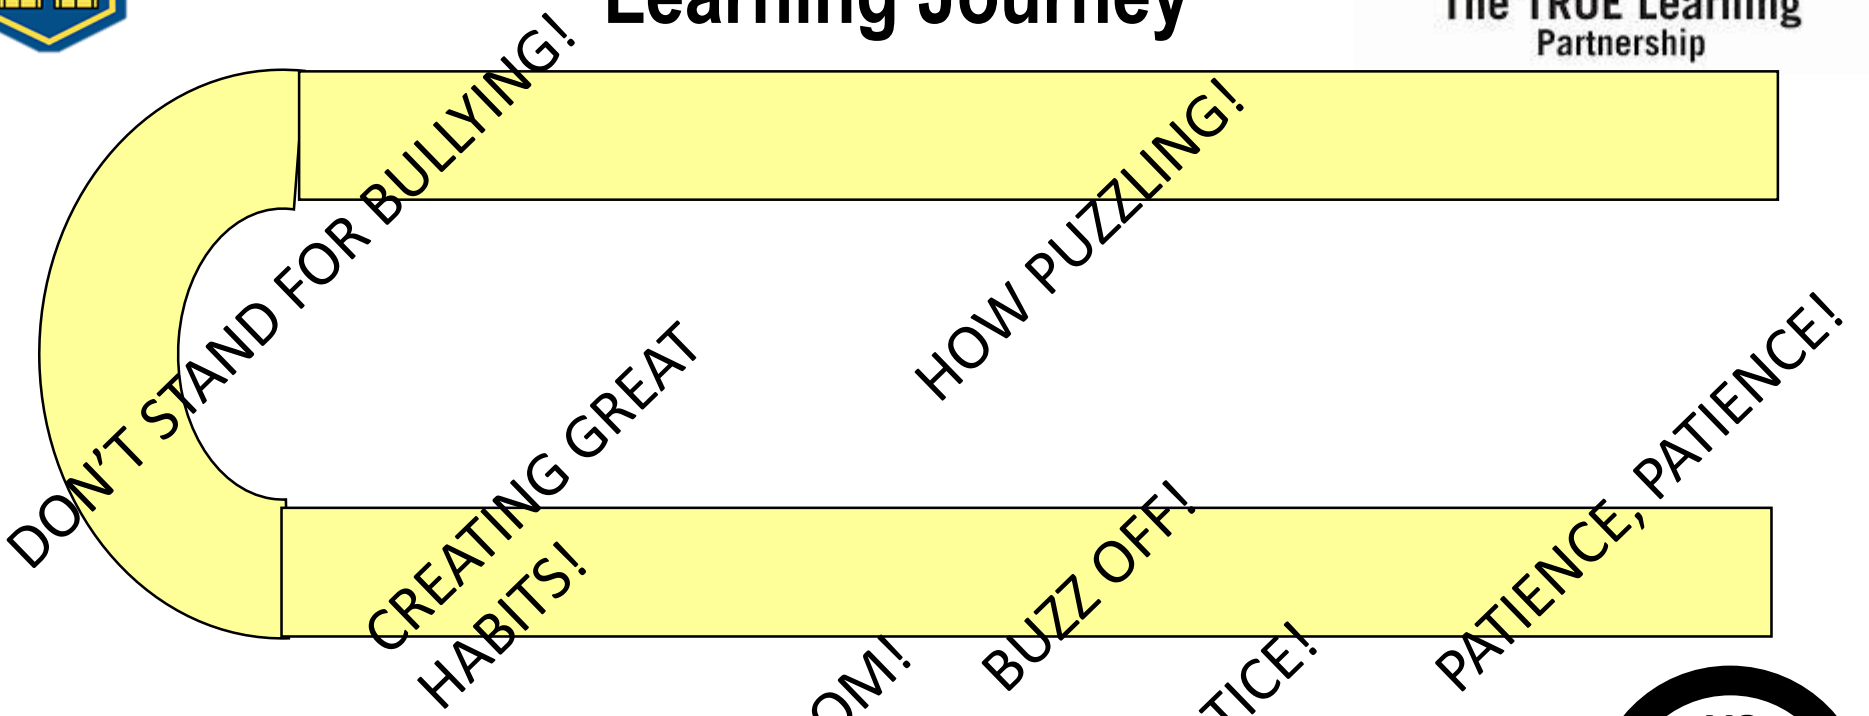 Learning Journey
The TRUE Learning
Partnership
DON’T STAND FOR BULLYING!
HOW PUZZLING!
CREATING GREAT
HABITS!
BUZZ OFF!
PATIENCE, PATIENCE!